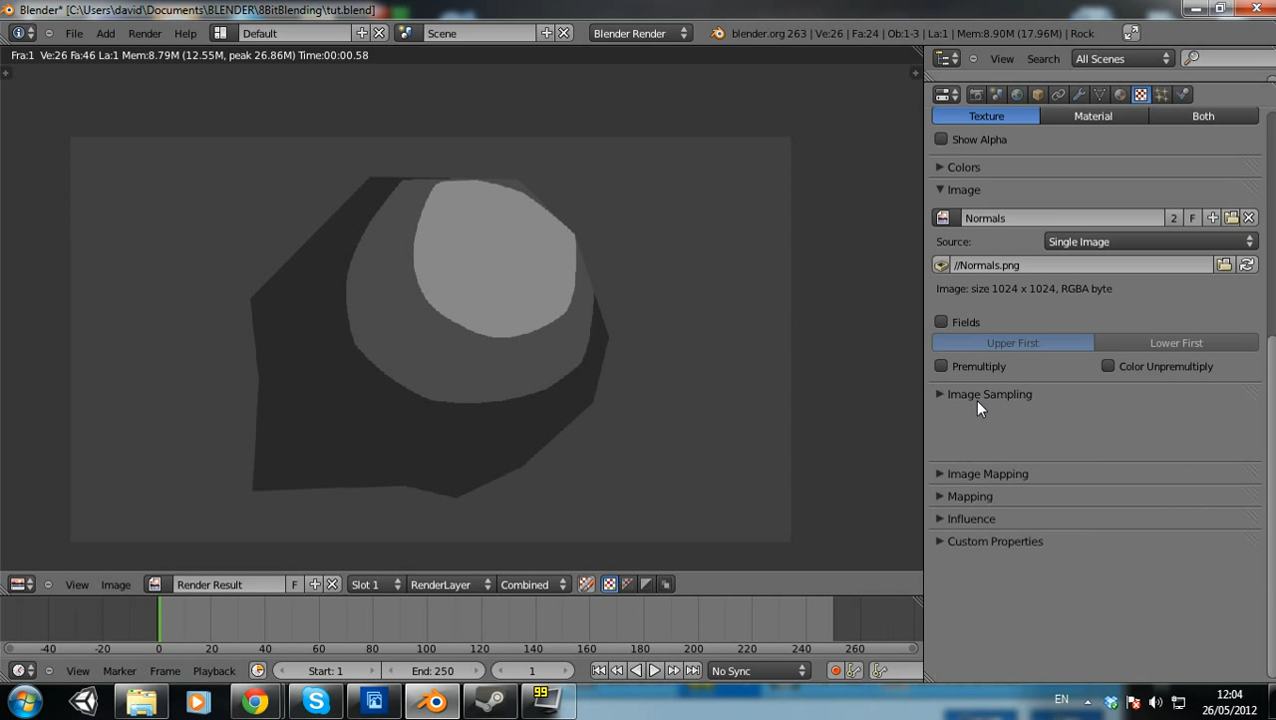 Blender* [C:\Users\david\Documents\BLENDER\8BitBlending\tut.blend]
File Add Render Help Default Scene Blender Render blender.org 263 | Ve:26 | Fa:24 | Ob:1-3 | La:1 | Mem:8.90M (17.96M) | Rock
Fra:1 Ve:26 Fa:46 La:1 Mem:8.79M (12.55M, peak 26.86M) Time:00:00.58
View Search All Scenes
Texture Material Both
Show Alpha
Colors
Image
Normals 2 F
Source: Single Image
//Normals.png
Image: size 1024 x 1024, RGBA byte
Fields
Upper First Lower First
Premultiply Color Unpremultiply
Image Sampling
Image Mapping
Mapping
Influence
Custom Properties
View Image Render Result F Slot 1 RenderLayer Combined
-40 -20 0 20 40 60 80 100 120 140 160 180 200 220 240 260
View Marker Frame Playback Start: 1 End: 250 1 No Sync
99
EN
12:04
26/05/2012